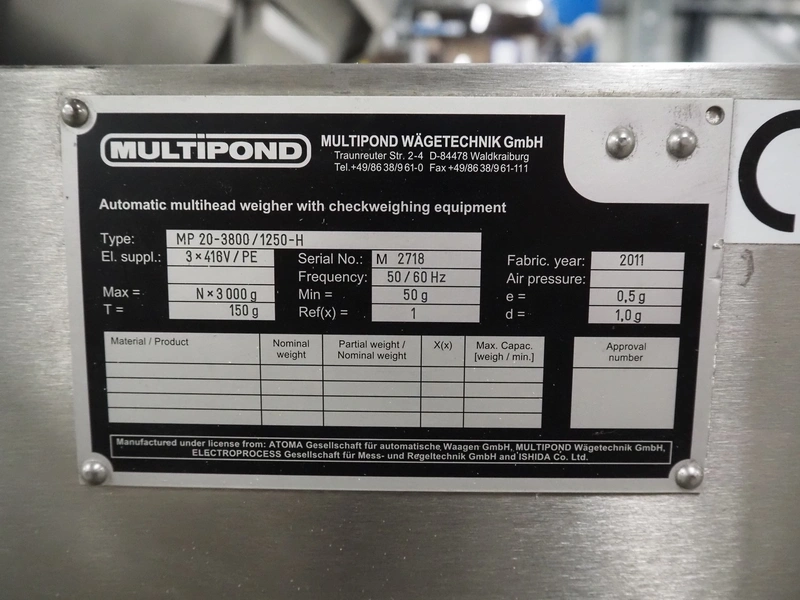 MULTIPOND
MULTIPOND WÄGETECHNIK GmbH
Traunreuter Str. 2-4 D-84478 Waldkraiburg
Tel.+49/86 38/9 61-0 Fax +49/86 38/9 61-111
Automatic multihead weigher with checkweighing equipment
Type: MP 20-3800/1250-H
El. suppl.: 3×416V/PE Serial No.: M 2718 Fabric. year: 2011
Frequency: 50/60 Hz Air pressure:
Max = N×3 000 g Min = 50 g e = 0,5 g
T = 150 g Ref(x) = 1 d = 1,0 g
Material / Product Nominal weight Partial weight / Nominal weight X(x) Max. Capac. [weigh / min.] Approval number
Manufactured under license from: ATOMA Gesellschaft für automatische Waagen GmbH, MULTIPOND Wägetechnik GmbH,
ELECTROPROCESS Gesellschaft für Mess- und Regeltechnik GmbH and ISHIDA Co. Ltd.